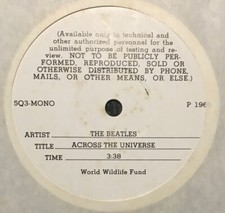 (Available only to technical and
other authorized personnel for the
unlimited purpose of testing and re-
view. NOT TO BE PUBLICLY PER-
FORMED, REPRODUCED, SOLD OR
OTHERWISE DISTRIBUTED BY PHONE,
MAILS, OR OTHER MEANS, OR ELSE.)
SQ3-MONO P 196
ARTIST THE BEATLES
TITLE ACROSS THE UNIVERSE
TIME 3:38
World Wildlife Fund